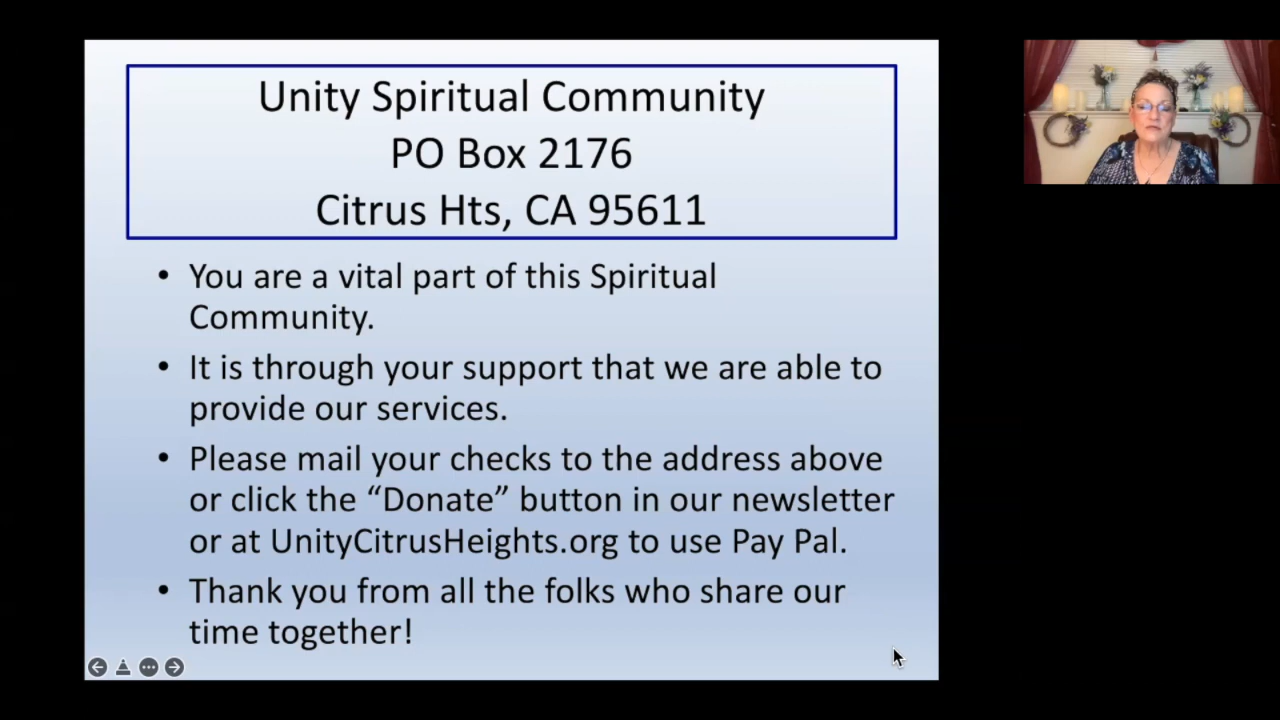 Unity Spiritual Community
PO Box 2176
Citrus Hts, CA 95611
• You are a vital part of this Spiritual
Community.
• It is through your support that we are able to
provide our services.
• Please mail your checks to the address above
or click the “Donate” button in our newsletter
or at UnityCitrusHeights.org to use Pay Pal.
• Thank you from all the folks who share our
time together!